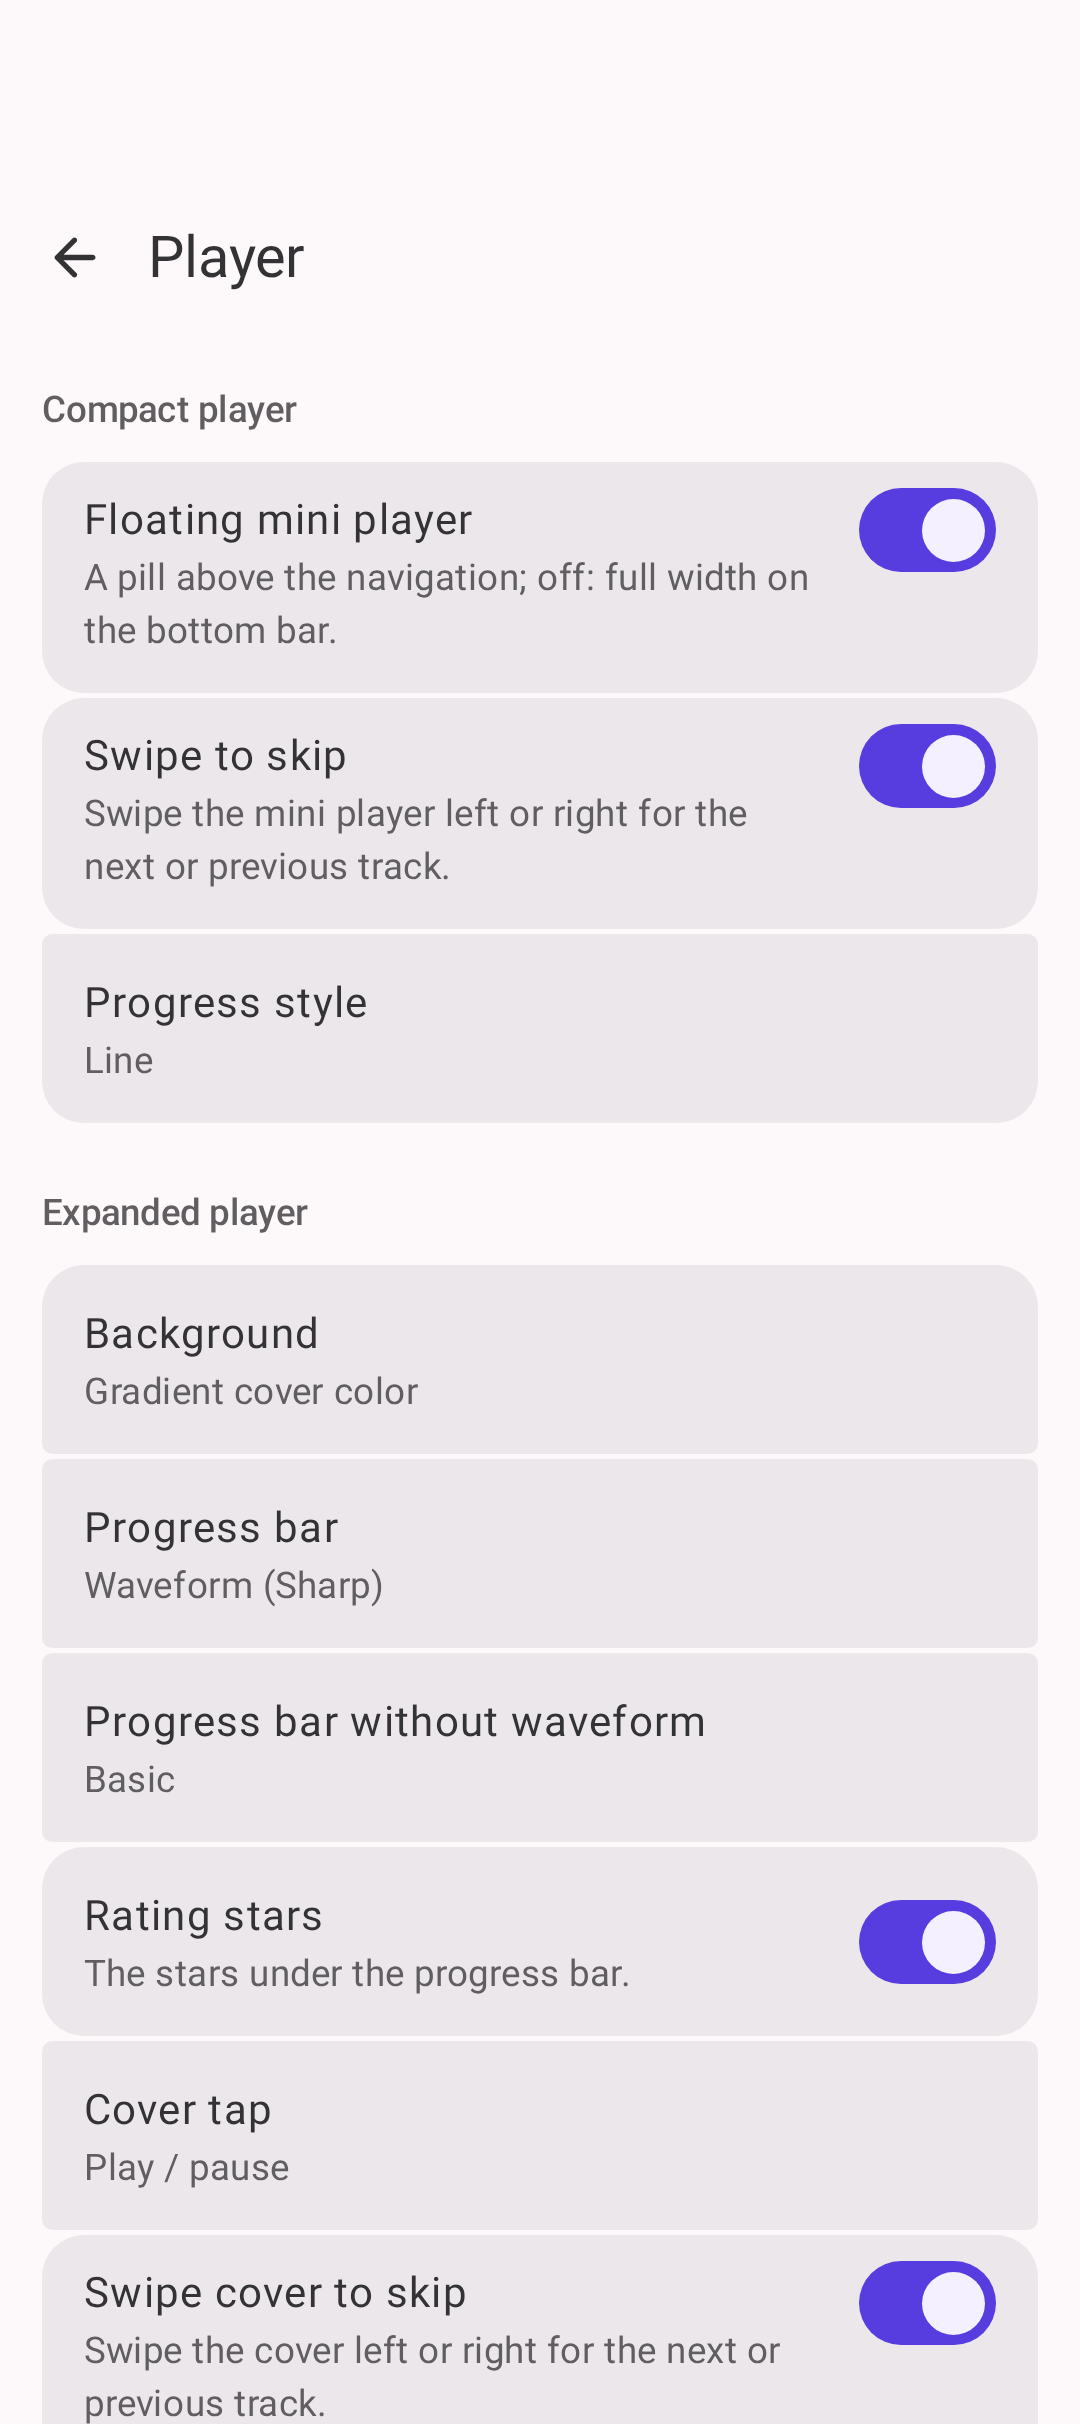 Player
Compact player
Floating mini player
A pill above the navigation; off: full width on
the bottom bar.
Swipe to skip
Swipe the mini player left or right for the
next or previous track.
Progress style
Line
Expanded player
Background
Gradient cover color
Progress bar
Waveform (Sharp)
Progress bar without waveform
Basic
Rating stars
The stars under the progress bar.
Cover tap
Play / pause
Swipe cover to skip
Swipe the cover left or right for the next or
previous track.